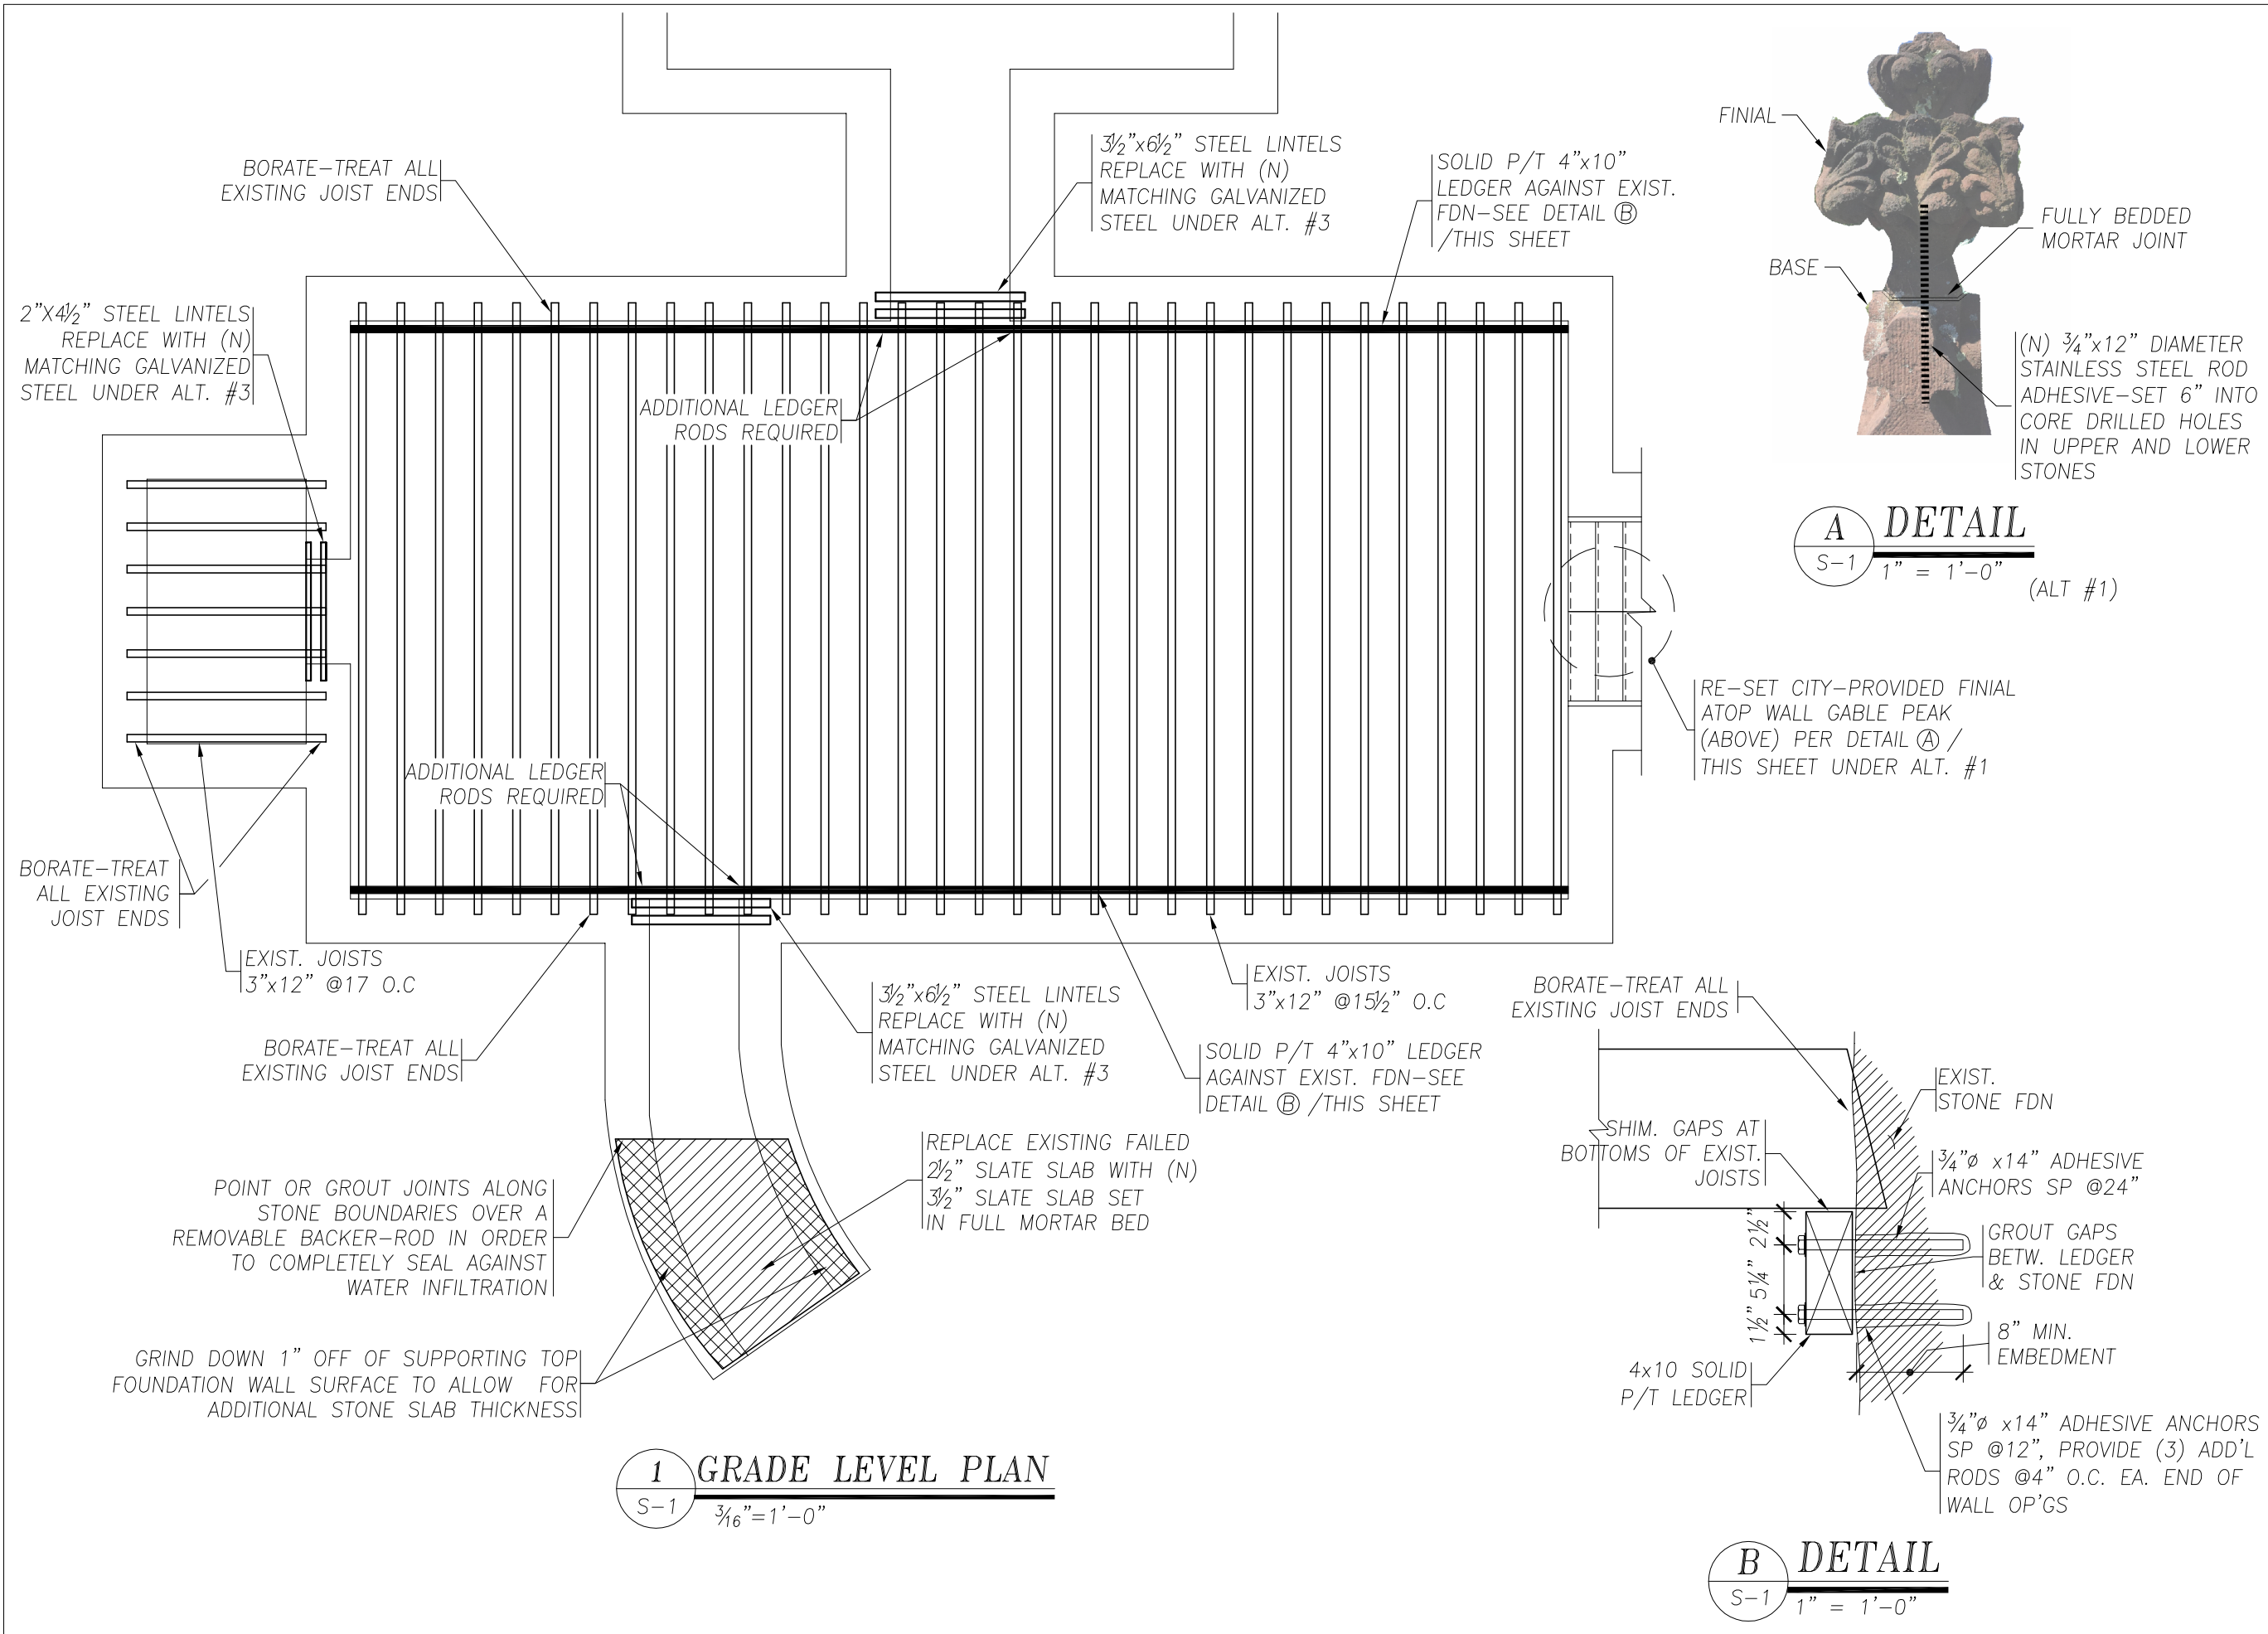 BORATE-TREAT ALL
EXISTING JOIST ENDS
3½"x6½" STEEL LINTELS
REPLACE WITH (N)
MATCHING GALVANIZED
STEEL UNDER ALT. #3
SOLID P/T 4"x10"
LEDGER AGAINST EXIST.
FDN-SEE DETAIL Ⓑ
/THIS SHEET
2"X4½" STEEL LINTELS
REPLACE WITH (N)
MATCHING GALVANIZED
STEEL UNDER ALT. #3
ADDITIONAL LEDGER
RODS REQUIRED
ADDITIONAL LEDGER
RODS REQUIRED
BORATE-TREAT
ALL EXISTING
JOIST ENDS
EXIST. JOISTS
3"x12" @17 O.C
BORATE-TREAT ALL
EXISTING JOIST ENDS
3½"x6½" STEEL LINTELS
REPLACE WITH (N)
MATCHING GALVANIZED
STEEL UNDER ALT. #3
EXIST. JOISTS
3"x12" @15½" O.C
SOLID P/T 4"x10" LEDGER
AGAINST EXIST. FDN-SEE
DETAIL Ⓑ /THIS SHEET
RE-SET CITY-PROVIDED FINIAL
ATOP WALL GABLE PEAK
(ABOVE) PER DETAIL Ⓐ /
THIS SHEET UNDER ALT. #1
REPLACE EXISTING FAILED
2½" SLATE SLAB WITH (N)
3½" SLATE SLAB SET
IN FULL MORTAR BED
POINT OR GROUT JOINTS ALONG
STONE BOUNDARIES OVER A
REMOVABLE BACKER-ROD IN ORDER
TO COMPLETELY SEAL AGAINST
WATER INFILTRATION
GRIND DOWN 1" OFF OF SUPPORTING TOP
FOUNDATION WALL SURFACE TO ALLOW FOR
ADDITIONAL STONE SLAB THICKNESS
1
S-1
GRADE LEVEL PLAN
3/16"=1'-0"
FINIAL
FULLY BEDDED
MORTAR JOINT
BASE
(N) ¾"x12" DIAMETER
STAINLESS STEEL ROD
ADHESIVE-SET 6" INTO
CORE DRILLED HOLES
IN UPPER AND LOWER
STONES
A
S-1
DETAIL
1" = 1'-0"
(ALT #1)
BORATE-TREAT ALL
EXISTING JOIST ENDS
EXIST.
STONE FDN
SHIM. GAPS AT
BOTTOMS OF EXIST.
JOISTS
¾"ø x14" ADHESIVE
ANCHORS SP @24"
GROUT GAPS
BETW. LEDGER
& STONE FDN
2½"
5¼"
1½"
8" MIN.
EMBEDMENT
4x10 SOLID
P/T LEDGER
¾"ø x14" ADHESIVE ANCHORS
SP @12", PROVIDE (3) ADD'L
RODS @4" O.C. EA. END OF
WALL OP'GS
B
S-1
DETAIL
1" = 1'-0"